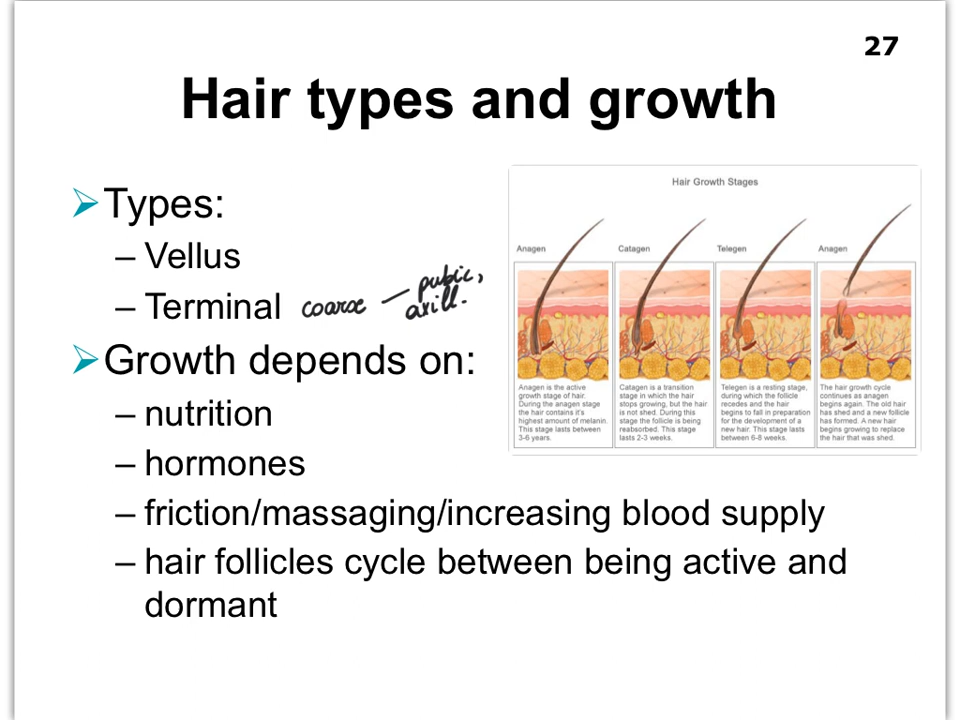 27
Hair types and growth
➢Types:
– Vellus
– Terminal coarse — pubic,
axill.
➢Growth depends on:
– nutrition
– hormones
– friction/massaging/increasing blood supply
– hair follicles cycle between being active and
dormant
Hair Growth Stages
Anagen
Anagen is the active
growth stage of hair.
During the anagen stage
the hair contains it's
highest amount of melanin.
This stage lasts between
3-6 years.
Catagen
Catagen is a transition
stage in which the hair
stops growing, but the hair
is not shed. During this
stage the follicle is being
reabsorbed. This stage
lasts 2-3 weeks.
Telegen
Telegen is a resting stage,
during which the follicle
recedes and the hair
begins to fall in preparation
for the development of a
new hair. This stage lasts
between 6-8 weeks.
Anagen
The hair growth cycle
continues as anagen
begins again. The old hair
has shed and a new follicle
has formed. A new hair
begins growing to replace
the hair that was shed.